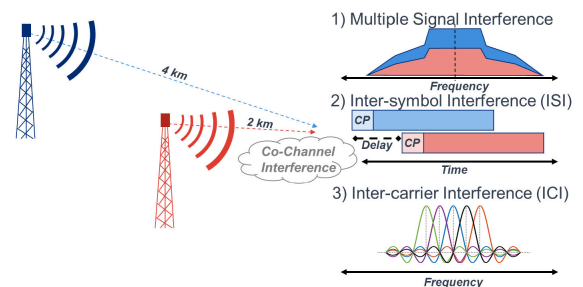 1) Multiple Signal Interference
4 km
Frequency
2) Inter-symbol Interference (ISI)
2 km
CP
Delay
CP
Co-Channel
Interference
Time
3) Inter-carrier Interference (ICI)
Frequency